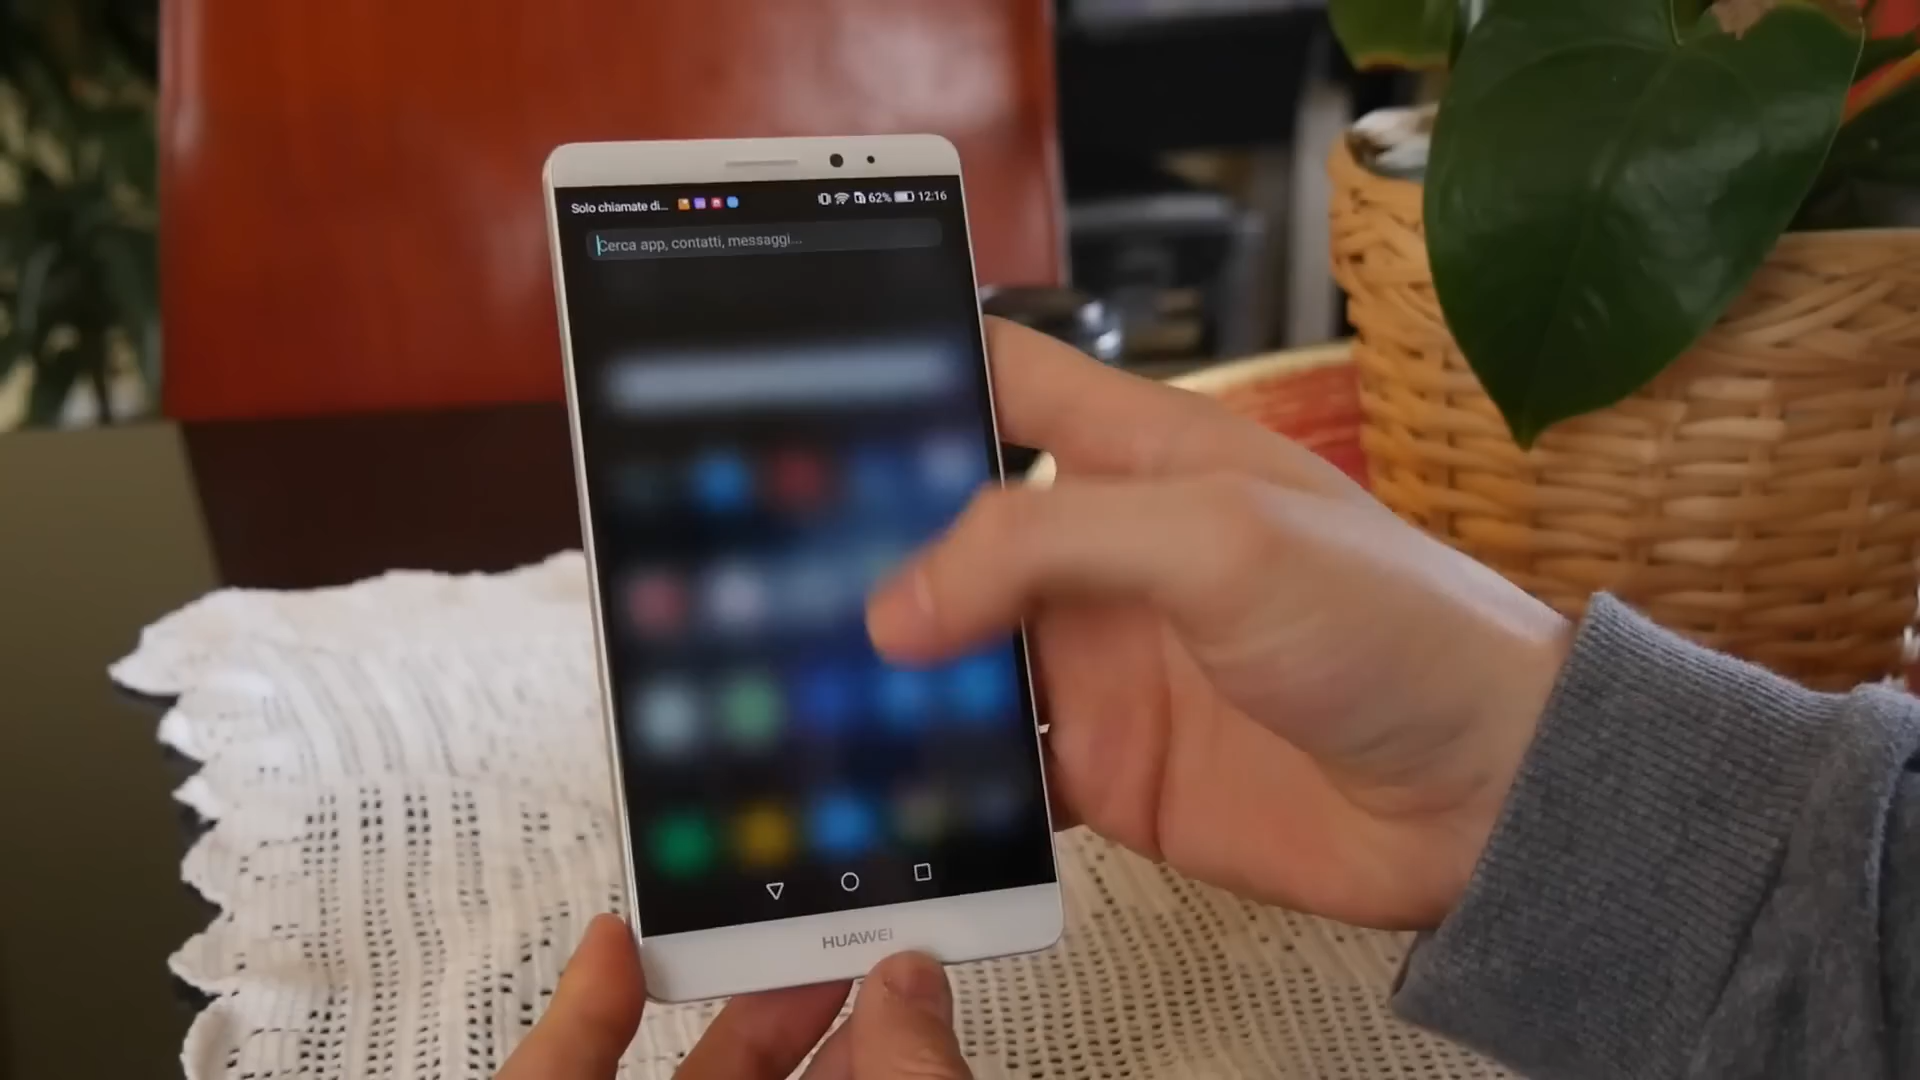 Solo chiamate di... 62% 12:16
Cerca app, contatti, messaggi...
HUAWEI